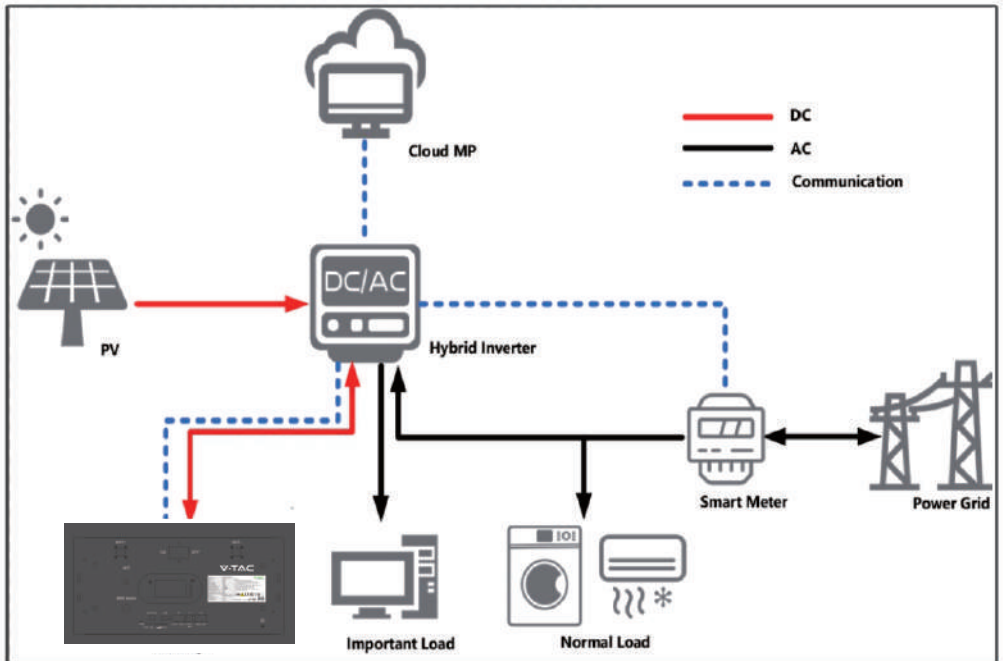 Cloud MP
DC
AC
Communication
DC/AC
PV
Hybrid Inverter
Smart Meter
Power Grid
V-TAC
Important Load
Normal Load